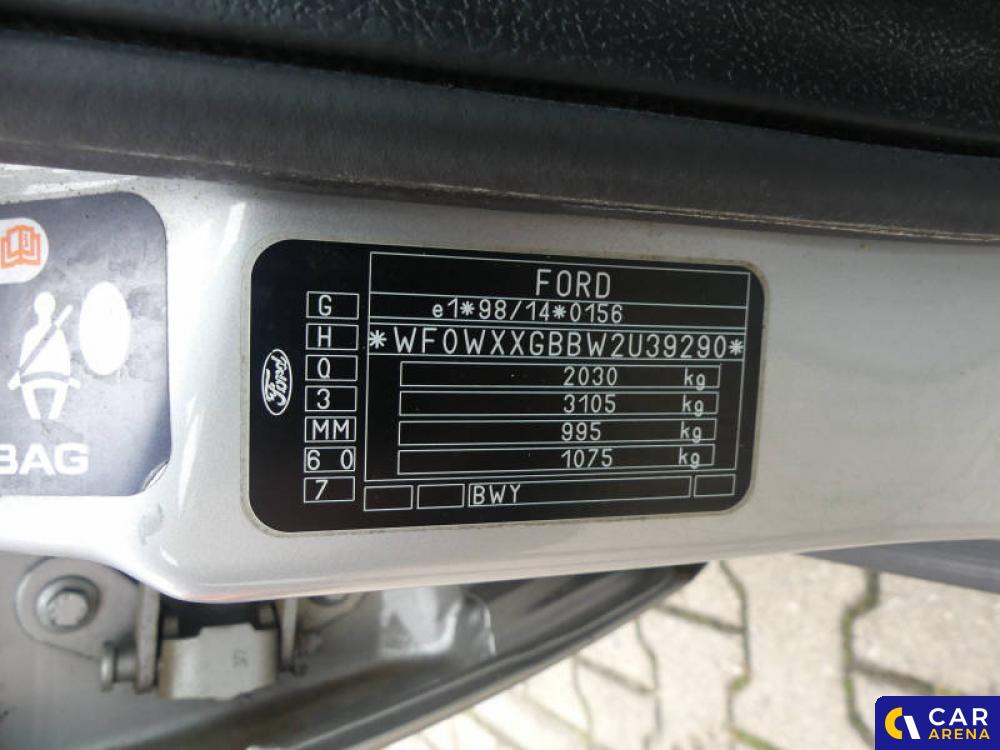 FORD
G
e1*98/14*0156
H
*WF0WXXGBBW2U39290*
Q
2030 kg
3
3105 kg
MM
995 kg
6 0
1075 kg
7
BWY
Ford
BAG
CAR
ARENA